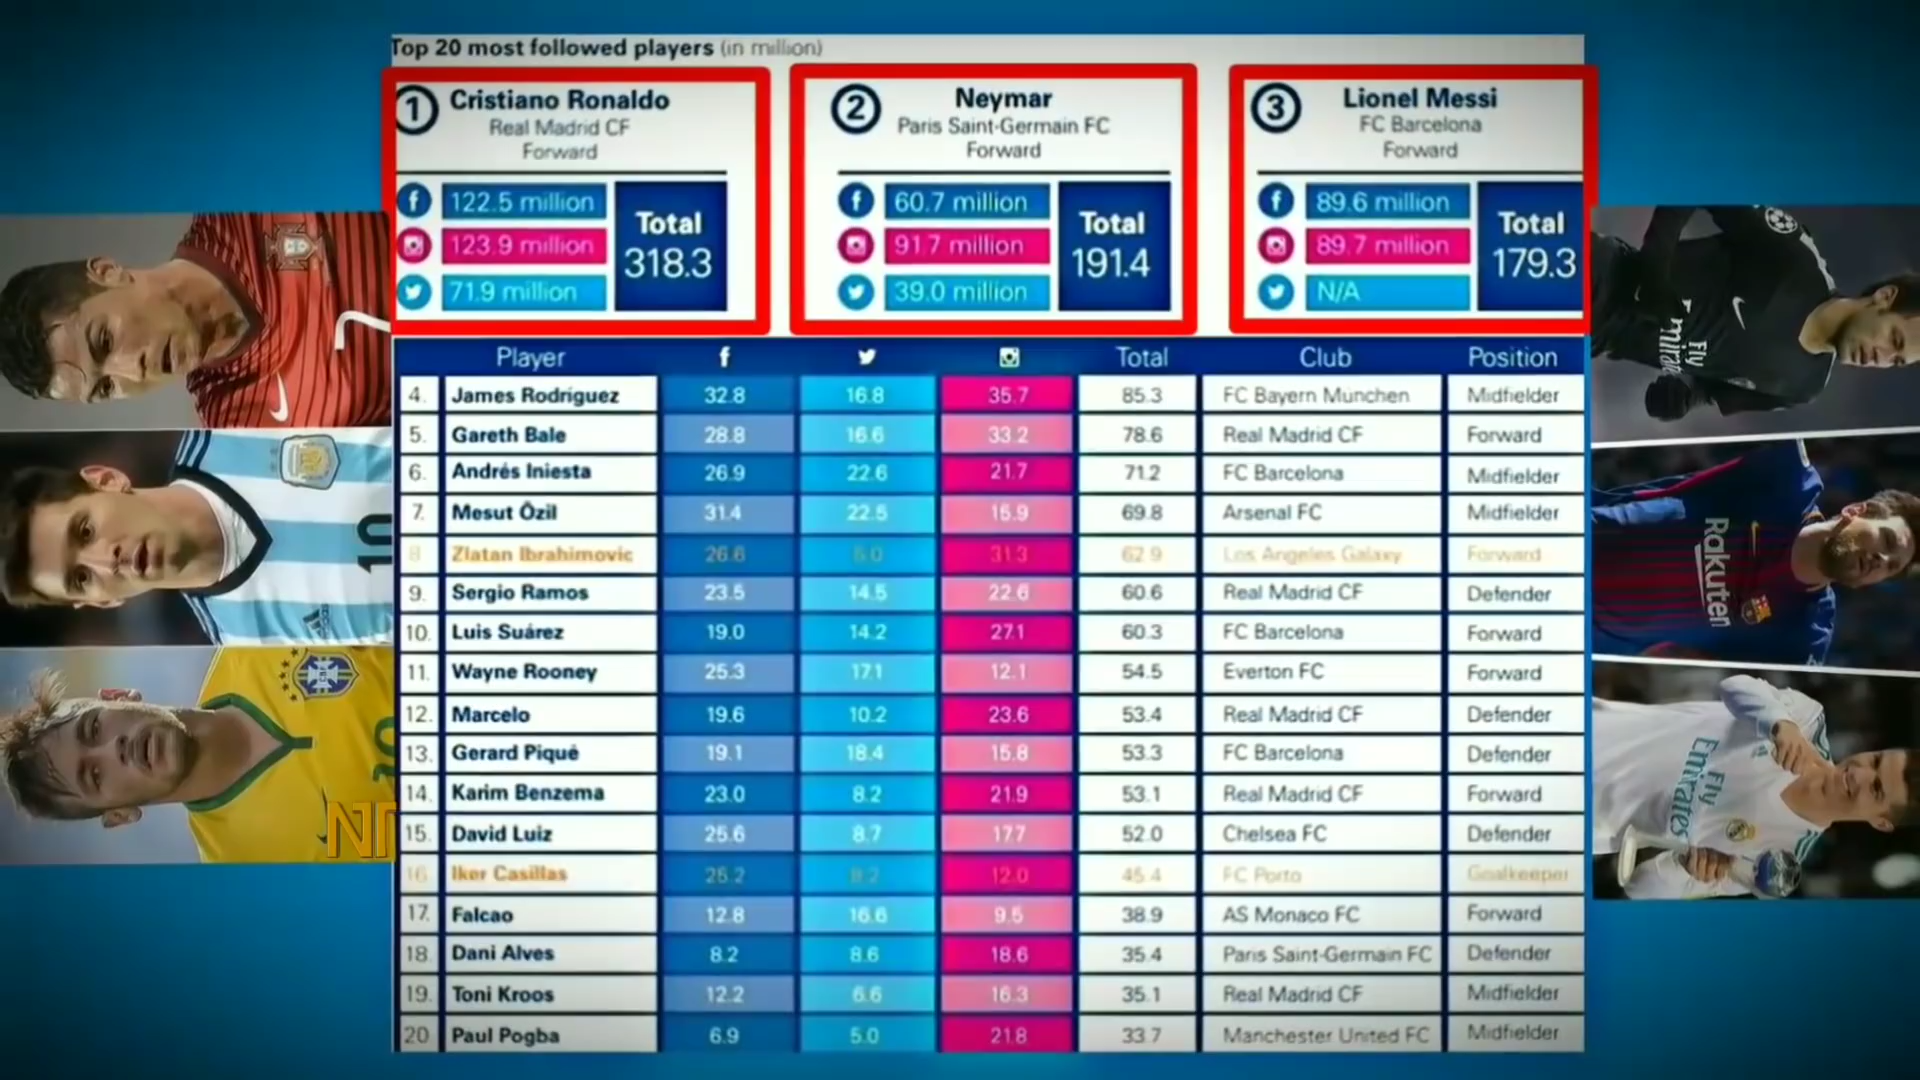 Top 20 most followed players (in million)
1 Cristiano Ronaldo
Real Madrid CF
Forward
122.5 million
123.9 million
71.9 million
Total
318.3
2 Neymar
Paris Saint-Germain FC
Forward
60.7 million
91.7 million
39.0 million
Total
191.4
3 Lionel Messi
FC Barcelona
Forward
89.6 million
89.7 million
N/A
Total
179.3
Player Total Club Position
4. James Rodríguez 32.8 16.8 35.7 85.3 FC Bayern München Midfielder
5. Gareth Bale 28.8 16.6 33.2 78.6 Real Madrid CF Forward
6. Andrés Iniesta 26.9 22.6 21.7 71.2 FC Barcelona Midfielder
7. Mesut Özil 31.4 22.5 15.9 69.8 Arsenal FC Midfielder
8 Zlatan Ibrahimovic 26.6 5.0 31.3 62.9 Los Angeles Galaxy Forward
9. Sergio Ramos 23.5 14.5 22.6 60.6 Real Madrid CF Defender
10. Luis Suárez 19.0 14.2 27.1 60.3 FC Barcelona Forward
11. Wayne Rooney 25.3 17.1 12.1 54.5 Everton FC Forward
12. Marcelo 19.6 10.2 23.6 53.4 Real Madrid CF Defender
13. Gerard Piqué 19.1 18.4 15.8 53.3 FC Barcelona Defender
14. Karim Benzema 23.0 8.2 21.9 53.1 Real Madrid CF Forward
15. David Luiz 25.6 8.7 17.7 52.0 Chelsea FC Defender
16. Iker Casillas 25.2 8.2 12.0 45.4 FC Porto Goalkeeper
17. Falcao 12.8 16.6 9.5 38.9 AS Monaco FC Forward
18. Dani Alves 8.2 8.6 18.6 35.4 Paris Saint-Germain FC Defender
19. Toni Kroos 12.2 6.6 16.3 35.1 Real Madrid CF Midfielder
20 Paul Pogba 6.9 5.0 21.8 33.7 Manchester United FC Midfielder
7
10
Fly
Emirates
Rakuten
Fly
Emirates